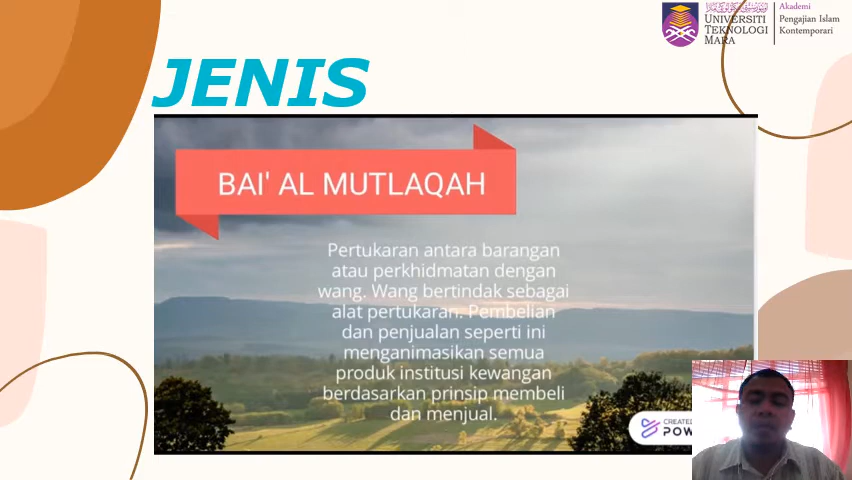 Akademi
Pengajian Islam
Kontemporari
UNIVERSITI
TEKNOLOGI
MARA
JENIS
BAI' AL MUTLAQAH
Pertukaran antara barangan
atau perkhidmatan dengan
wang. Wang bertindak sebagai
alat pertukaran. Pembelian
dan penjualan seperti ini
menganimasikan semua
produk institusi kewangan
berdasarkan prinsip membeli
dan menjual.
CREATED
POW